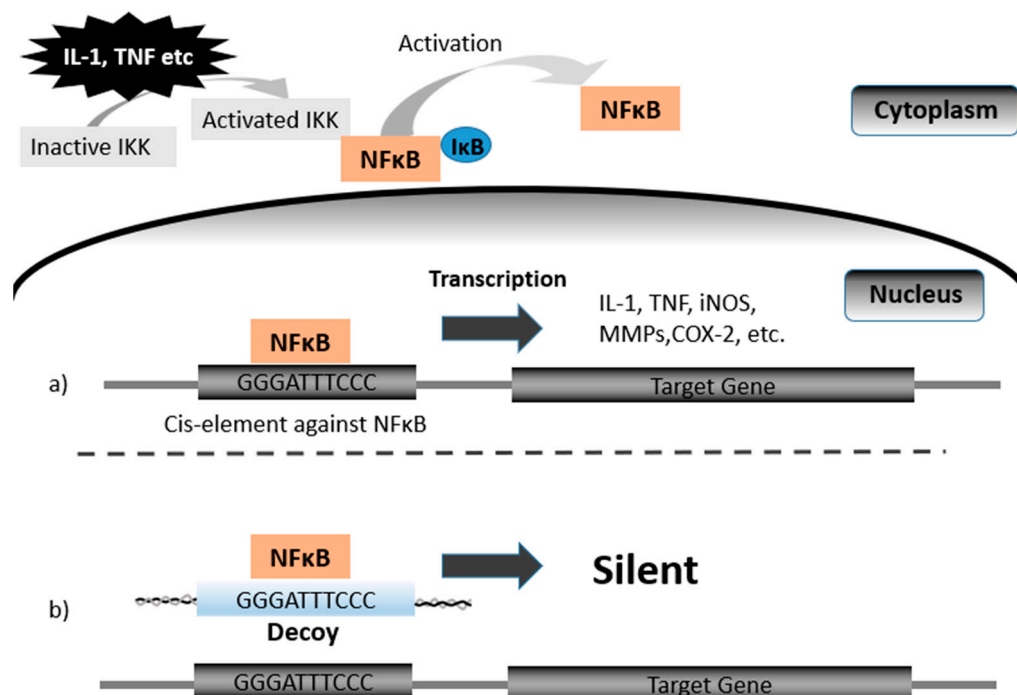 IL-1, TNF etc
Activation
Inactive IKK
Activated IKK
NFκB
IκB
NFκB
Cytoplasm
Nucleus
Transcription
IL-1, TNF, iNOS,
MMPs,COX-2, etc.
NFκB
a)
GGGATTTCCC
Target Gene
Cis-element against NFκB
NFκB
Silent
b)
GGGATTTCCC
Decoy
GGGATTTCCC
Target Gene